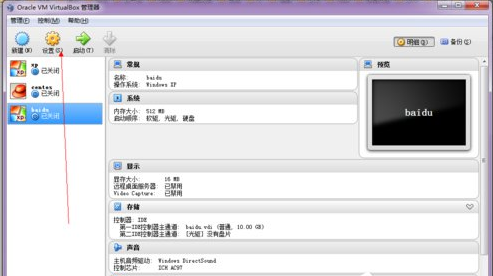 Oracle VM VirtualBox 管理器
管理(F) 控制(M) 帮助(H)
新建(N) 设置(S) 启动(T) 清除
明细(D) 备份(S)
xp
已关闭
centos
已关闭
baidu
已关闭
常规
名称: baidu
操作系统: Windows XP
预览
baidu
系统
内存大小: 512 MB
启动顺序: 软驱, 光驱, 硬盘
显示
显存大小: 16 MB
远程桌面服务器: 已禁用
Video Capture: 已禁用
存储
控制器: IDE
第一IDE控制器主通道: baidu.vdi (普通, 10.00 GB)
第二IDE控制器主通道: [光驱] 没有盘片
声音
主机音频驱动: Windows DirectSound
控制芯片: ICH AC97